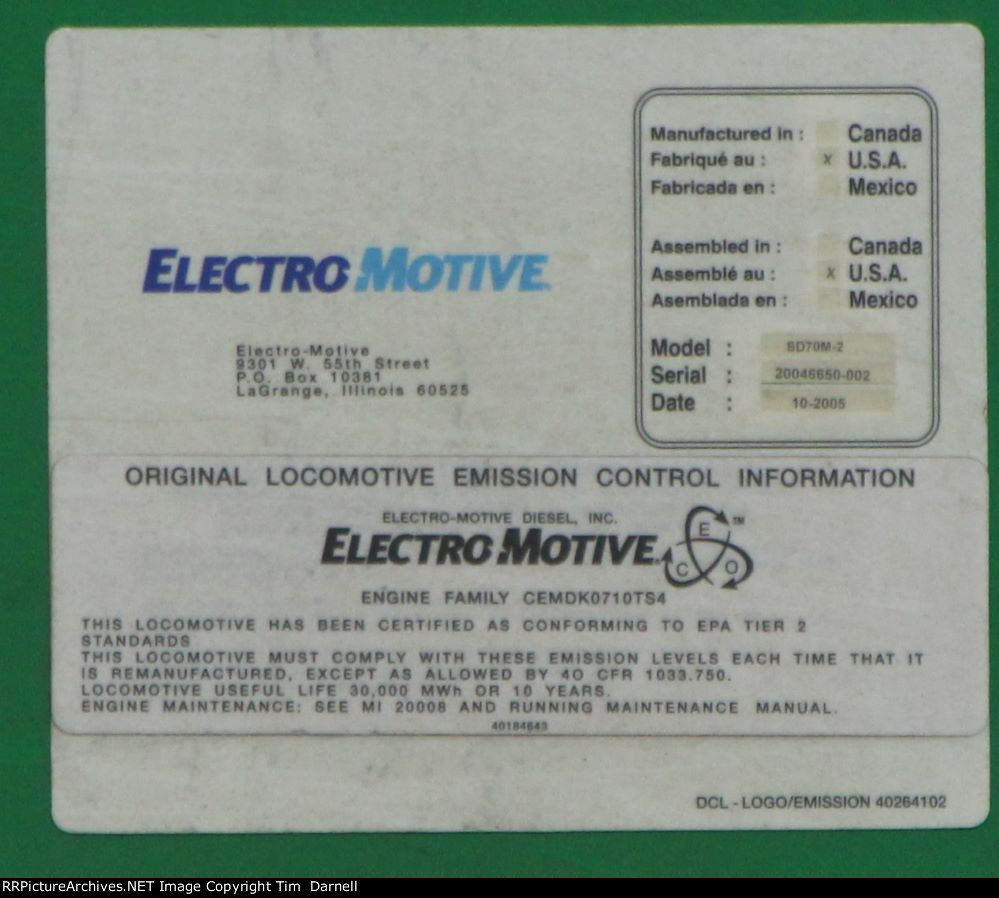 Manufactured in : Canada
Fabriqué au : x U.S.A.
Fabricada en : Mexico
Assembled in : Canada
Assemblé au : x U.S.A.
Asemblada en : Mexico
Model : SD70M-2
Serial : 20046650-002
Date : 10-2005
ELECTRO-MOTIVE
Electro-Motive
9301 W. 55th Street
P.O. Box 10381
LaGrange, Illinois 60525
ORIGINAL LOCOMOTIVE EMISSION CONTROL INFORMATION
ELECTRO-MOTIVE DIESEL, INC.
ELECTRO-MOTIVE E C O ™
ENGINE FAMILY CEMDK0710TS4
THIS LOCOMOTIVE HAS BEEN CERTIFIED AS CONFORMING TO EPA TIER 2
STANDARDS
THIS LOCOMOTIVE MUST COMPLY WITH THESE EMISSION LEVELS EACH TIME THAT IT
IS REMANUFACTURED, EXCEPT AS ALLOWED BY 40 CFR 1033.750.
LOCOMOTIVE USEFUL LIFE 30,000 MWh OR 10 YEARS.
ENGINE MAINTENANCE: SEE MI 20008 AND RUNNING MAINTENANCE MANUAL.
40184643
DCL - LOGO/EMISSION 40264102
RRPictureArchives.NET Image Copyright Tim Darnell